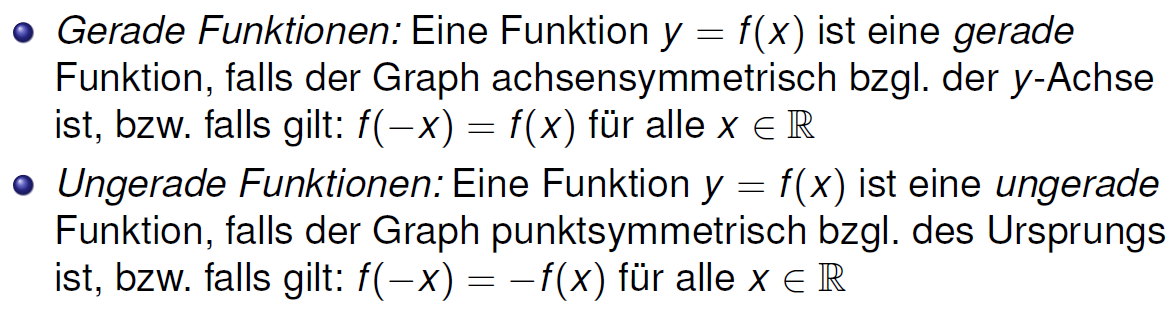 Gerade Funktionen: Eine Funktion y = f(x) ist eine gerade
Funktion, falls der Graph achsensymmetrisch bzgl. der y-Achse
ist, bzw. falls gilt: f(−x) = f(x) für alle x ∈ ℝ
Ungerade Funktionen: Eine Funktion y = f(x) ist eine ungerade
Funktion, falls der Graph punktsymmetrisch bzgl. des Ursprungs
ist, bzw. falls gilt: f(−x) = −f(x) für alle x ∈ ℝ